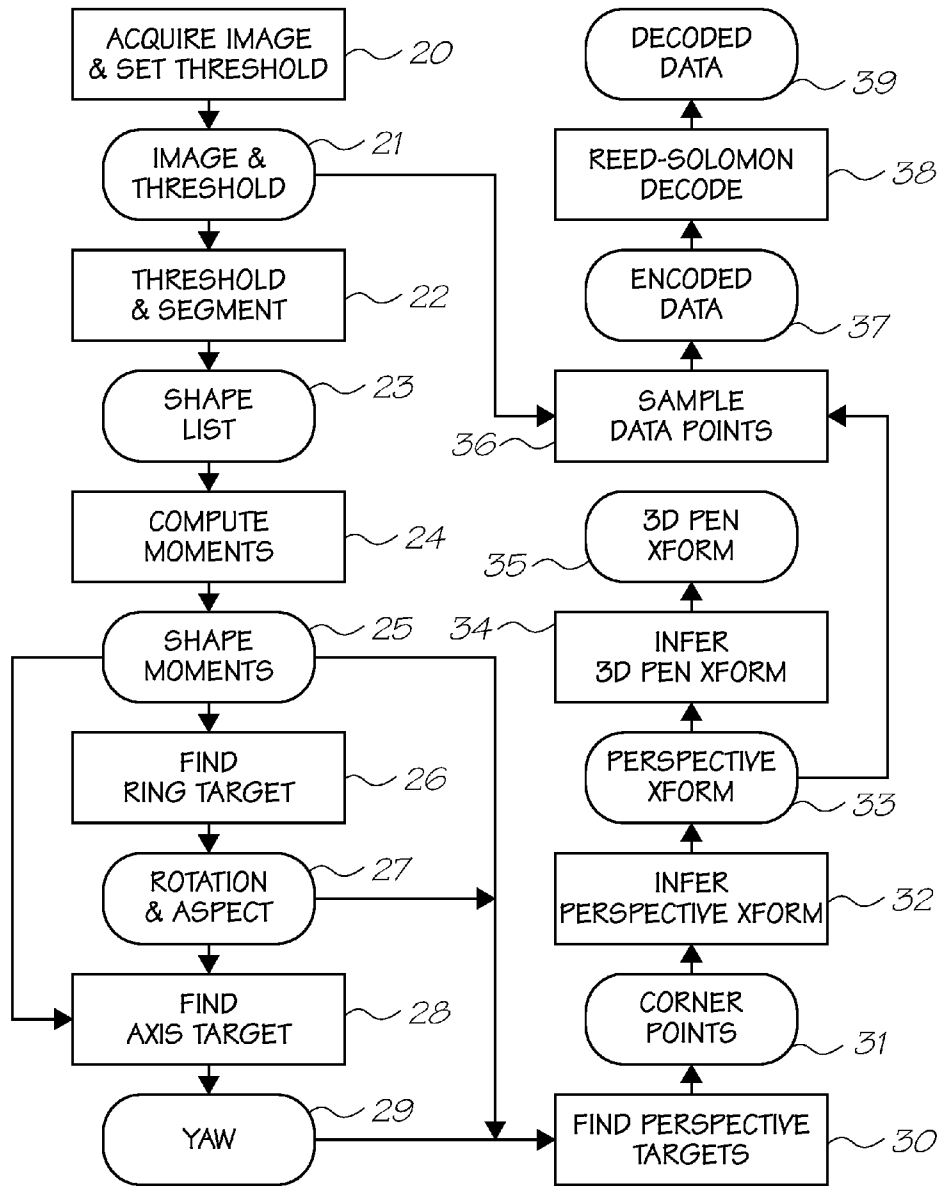 ACQUIRE IMAGE
& SET THRESHOLD
20
IMAGE &
THRESHOLD
21
THRESHOLD
& SEGMENT
22
SHAPE
LIST
23
COMPUTE
MOMENTS
24
SHAPE
MOMENTS
25
FIND
RING TARGET
26
ROTATION
& ASPECT
27
FIND
AXIS TARGET
28
YAW
29
DECODED
DATA
39
REED-SOLOMON
DECODE
38
ENCODED
DATA
37
SAMPLE
DATA POINTS
36
3D PEN
XFORM
35
34
INFER
3D PEN XFORM
PERSPECTIVE
XFORM
33
INFER
PERSPECTIVE XFORM
32
CORNER
POINTS
31
FIND PERSPECTIVE
TARGETS
30